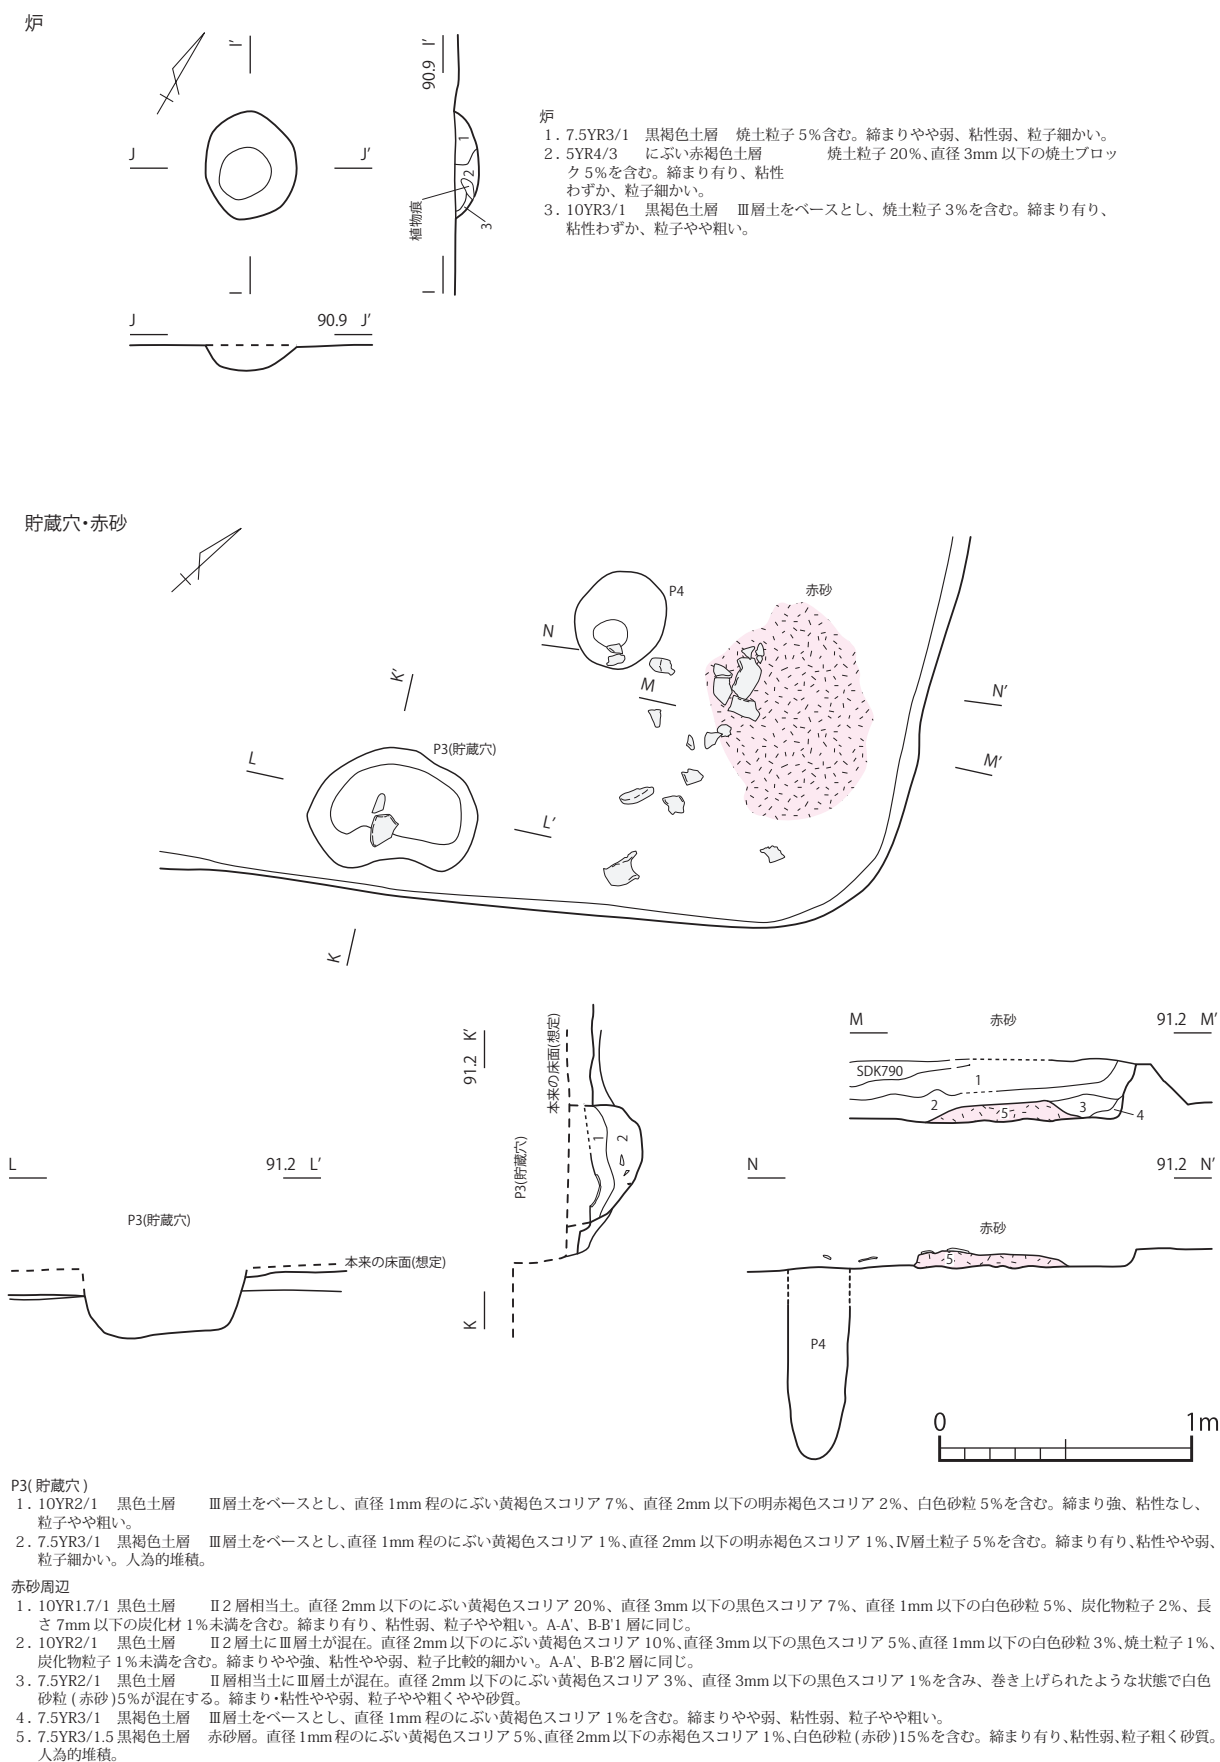 炉
I'
90.9 I'
J
J'
1
2
植物痕
3
I
I
J
90.9 J'
炉
1. 7.5YR3/1 黒褐色土層 焼土粒子 5%含む。締まりやや弱、粘性弱、粒子細かい。
2. 5YR4/3 にぶい赤褐色土層 焼土粒子 20%、直径 3mm 以下の焼土ブロッ
ク 5%を含む。締まり有り、粘性
わずか、粒子細かい。
3. 10YR3/1 黒褐色土層 Ⅲ層土をベースとし、焼土粒子 3%を含む。締まり有り、
粘性わずか、粒子やや粗い。
貯蔵穴・赤砂
P4
赤砂
N
M
K'
N'
P3(貯蔵穴)
L
M'
L'
K
91.2 K'
本来の床面(想定)
P3(貯蔵穴)
1
2
K
M
赤砂
91.2 M'
SDK790
1
2
5
3
4
L
91.2 L'
P3(貯蔵穴)
本来の床面(想定)
N
91.2 N'
赤砂
5
P4
0
1m
P3( 貯蔵穴 )
1. 10YR2/1 黒色土層 Ⅲ層土をベースとし、直径 1mm 程のにぶい黄褐色スコリア 7%、直径 2mm 以下の明赤褐色スコリア 2%、白色砂粒 5%を含む。締まり強、粘性なし、
粒子やや粗い。
2. 7.5YR3/1 黒褐色土層 Ⅲ層土をベースとし、直径 1mm 程のにぶい黄褐色スコリア 1%、直径 2mm 以下の明赤褐色スコリア 1%、Ⅳ層土粒子 5%を含む。締まり有り、粘性やや弱、
粒子細かい。人為的堆積。
赤砂周辺
1. 10YR1.7/1 黒色土層 Ⅱ2 層相当土。直径 2mm 以下のにぶい黄褐色スコリア 20%、直径 3mm 以下の黒色スコリア 7%、直径 1mm 以下の白色砂粒 5%、炭化物粒子 2%、長
さ 7mm 以下の炭化材 1%未満を含む。締まり有り、粘性弱、粒子やや粗い。A-A'、B-B'1 層に同じ。
2. 10YR2/1 黒色土層 Ⅱ2 層土にⅢ層土が混在。直径 2mm 以下のにぶい黄褐色スコリア 10%、直径 3mm 以下の黒色スコリア 5%、直径 1mm 以下の白色砂粒 3%、焼土粒子 1%、
炭化物粒子 1%未満を含む。締まりやや強、粘性やや弱、粒子比較的細かい。A-A'、B-B'2 層に同じ。
3. 7.5YR2/1 黒色土層 Ⅱ層相当土にⅢ層土が混在。直径 2mm 以下のにぶい黄褐色スコリア 3%、直径 3mm 以下の黒色スコリア 1%を含み、巻き上げられたような状態で白色
砂粒 ( 赤砂 )5%が混在する。締まり・粘性やや弱、粒子やや粗くやや砂質。
4. 7.5YR3/1 黒褐色土層 Ⅲ層土をベースとし、直径 1mm 程のにぶい黄褐色スコリア 1%を含む。締まりやや弱、粘性弱、粒子やや粗い。
5. 7.5YR3/1.5 黒褐色土層 赤砂層。直径 1mm 程のにぶい黄褐色スコリア 5%、直径 2mm 以下の赤褐色スコリア 1%、白色砂粒 ( 赤砂 )15%を含む。締まり有り、粘性弱、粒子粗く砂質。
人為的堆積。